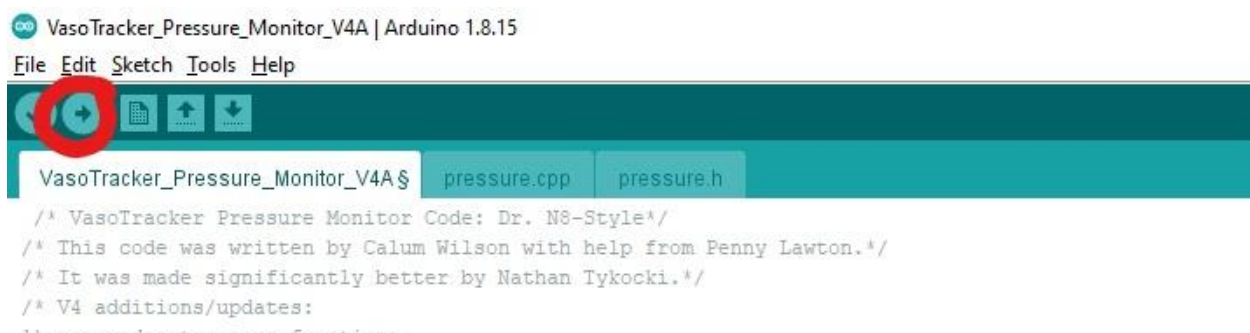 VasoTracker_Pressure_Monitor_V4A | Arduino 1.8.15
File Edit Sketch Tools Help
VasoTracker_Pressure_Monitor_V4A § pressure.cpp pressure.h
/* VasoTracker Pressure Monitor Code: Dr. N8-Style*/
/* This code was written by Calum Wilson with help from Penny Lawton.*/
/* It was made significantly better by Nathan Tykocki.*/
/* V4 additions/updates: